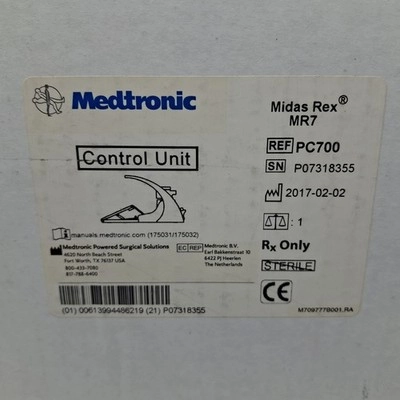 Medtronic
Control Unit
manuals.medtronic.com (175031/175032)
Medtronic Powered Surgical Solutions
4620 North Beach Street
Fort Worth, TX 76137 USA
800-433-7080
817-788-6400
EC REP
Medtronic B.V.
Earl Bakkenstraat 10
6422 PJ Heerlen
The Netherlands
(01) 00613994486219 (21) P07318355
Midas Rex®
MR7
REF PC700
SN P07318355
2017-02-02
: 1
Rx Only
STERILE
CE
M709777B001.RA